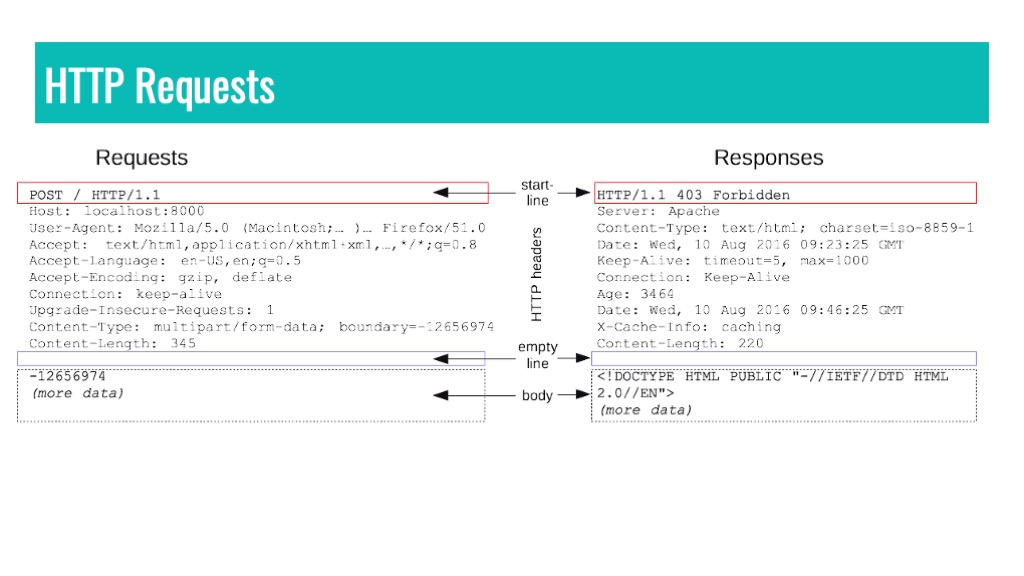 HTTP Requests
Requests
POST / HTTP/1.1
Host: localhost:8000
User-Agent: Mozilla/5.0 (Macintosh;… )… Firefox/51.0
Accept: text/html,application/xhtml+xml,…,*/*;q=0.8
Accept-Language: en-US,en;q=0.5
Accept-Encoding: gzip, deflate
Connection: keep-alive
Upgrade-Insecure-Requests: 1
Content-Type: multipart/form-data; boundary=-12656974
Content-Length: 345
-12656974
(more data)
start-
line
HTTP headers
empty
line
body
Responses
HTTP/1.1 403 Forbidden
Server: Apache
Content-Type: text/html; charset=iso-8859-1
Date: Wed, 10 Aug 2016 09:23:25 GMT
Keep-Alive: timeout=5, max=1000
Connection: Keep-Alive
Age: 3464
Date: Wed, 10 Aug 2016 09:46:25 GMT
X-Cache-Info: caching
Content-Length: 220
<!DOCTYPE HTML PUBLIC "-//IETF//DTD HTML
2.0//EN">
(more data)